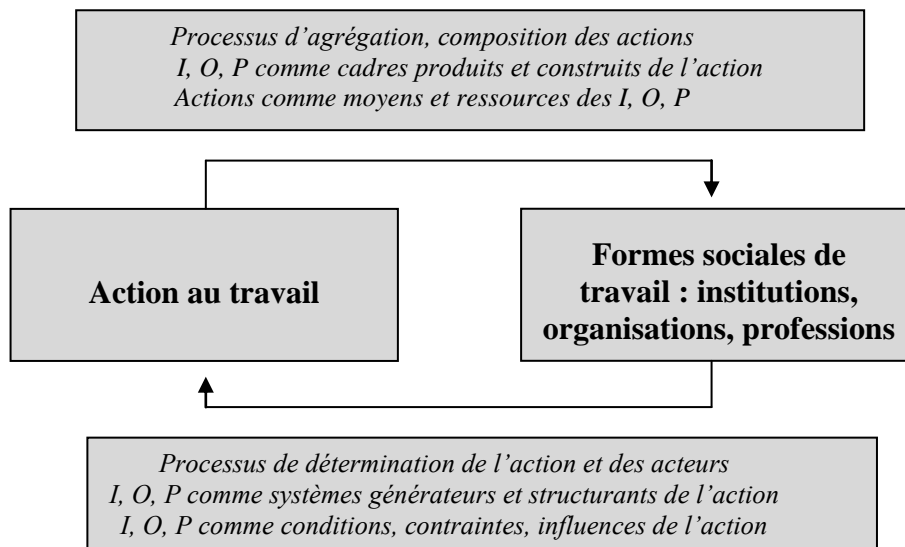 Processus d’agrégation, composition des actions
I, O, P comme cadres produits et construits de l’action
Actions comme moyens et ressources des I, O, P
Action au travail
Formes sociales de
travail : institutions,
organisations, professions
Processus de détermination de l’action et des acteurs
I, O, P comme systèmes générateurs et structurants de l’action
I, O, P comme conditions, contraintes, influences de l’action